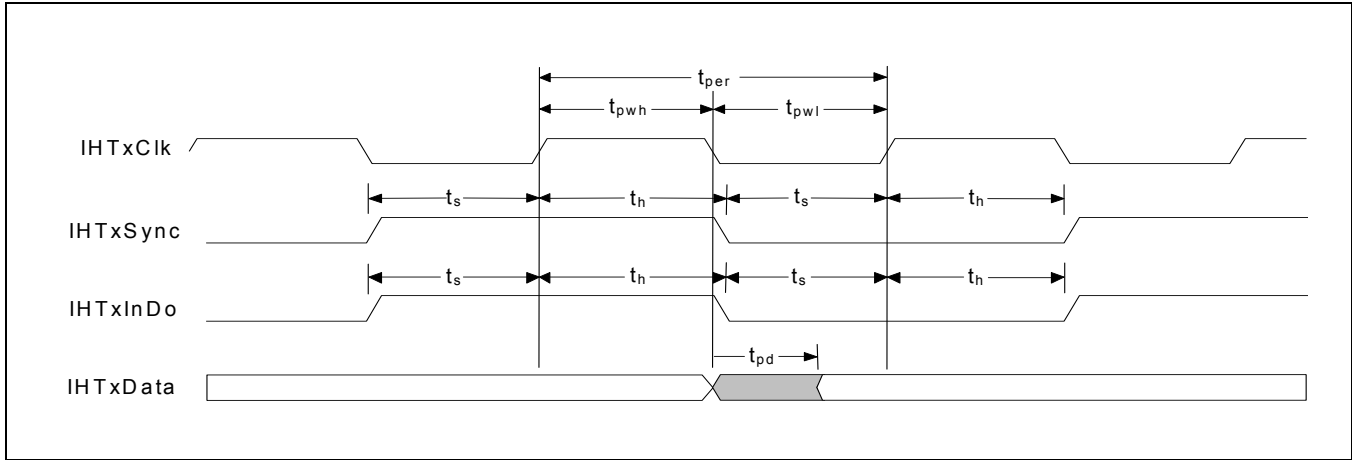 tper
tpwh tpwl
IHTxClk
ts th ts th
IHTxSync
ts th ts th
IHTxInDo
tpd
IHTxData